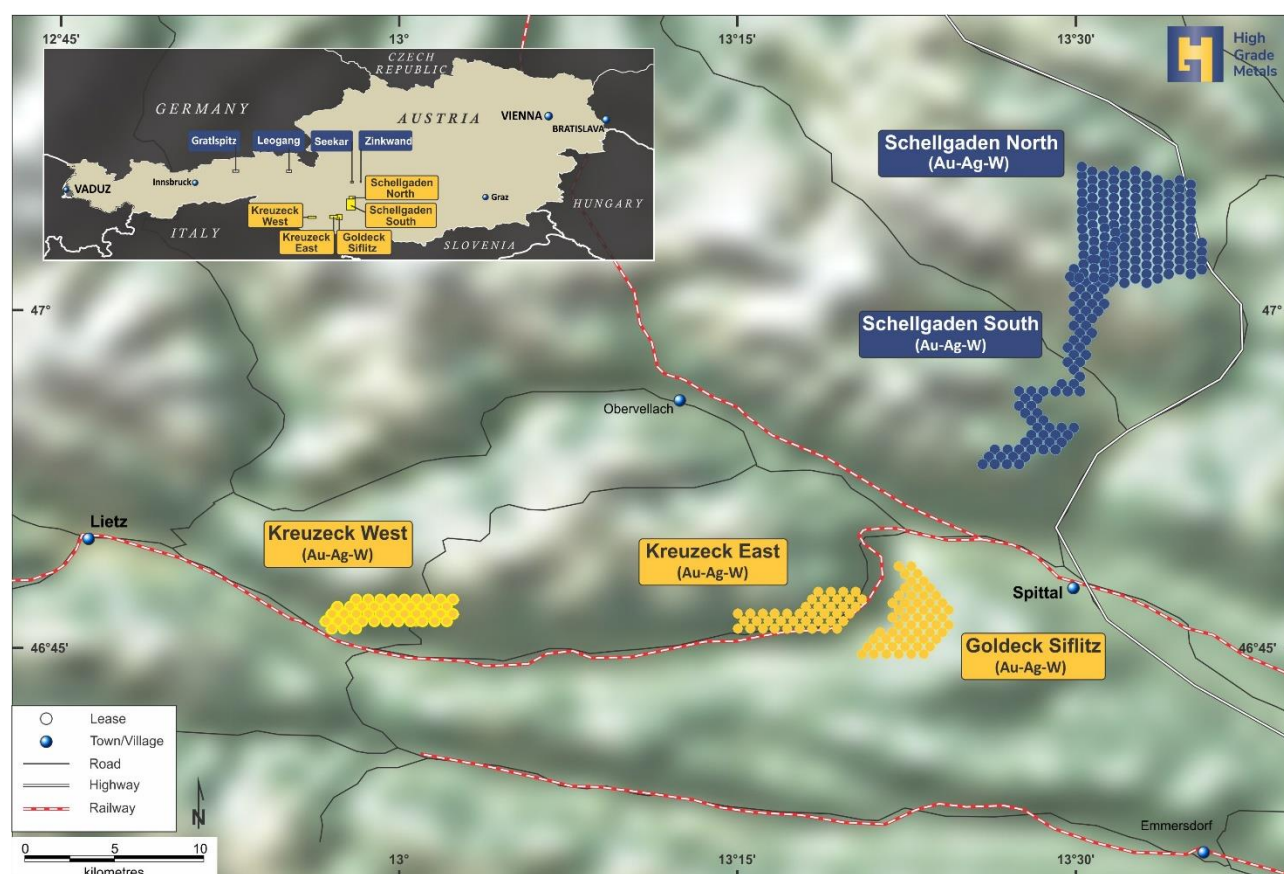 12°45'
13°
13°15'
13°30'
High
Grade
Metals
CZECH
REPUBLIC
GERMANY
AUSTRIA
VIENNA
BRATISLAVA
Gratlspitz
Leogang
Seekar
Zinkwand
VADUZ
Innsbruck
Schellgaden
North
Kreuzeck
West
Schellgaden
South
Graz
HUNGARY
ITALY
Kreuzeck
East
Goldeck
Siflitz
SLOVENIA
Schellgaden North
(Au-Ag-W)
47°
47°
Schellgaden South
(Au-Ag-W)
Obervellach
Lietz
Kreuzeck West
(Au-Ag-W)
Kreuzeck East
(Au-Ag-W)
Spittal
46°45'
Goldeck Siflitz
(Au-Ag-W)
46°45'
Lease
Town/Village
Road
Highway
Railway
N
Emmersdorf
0 5 10
kilometres
13°
13°15'
13°30'